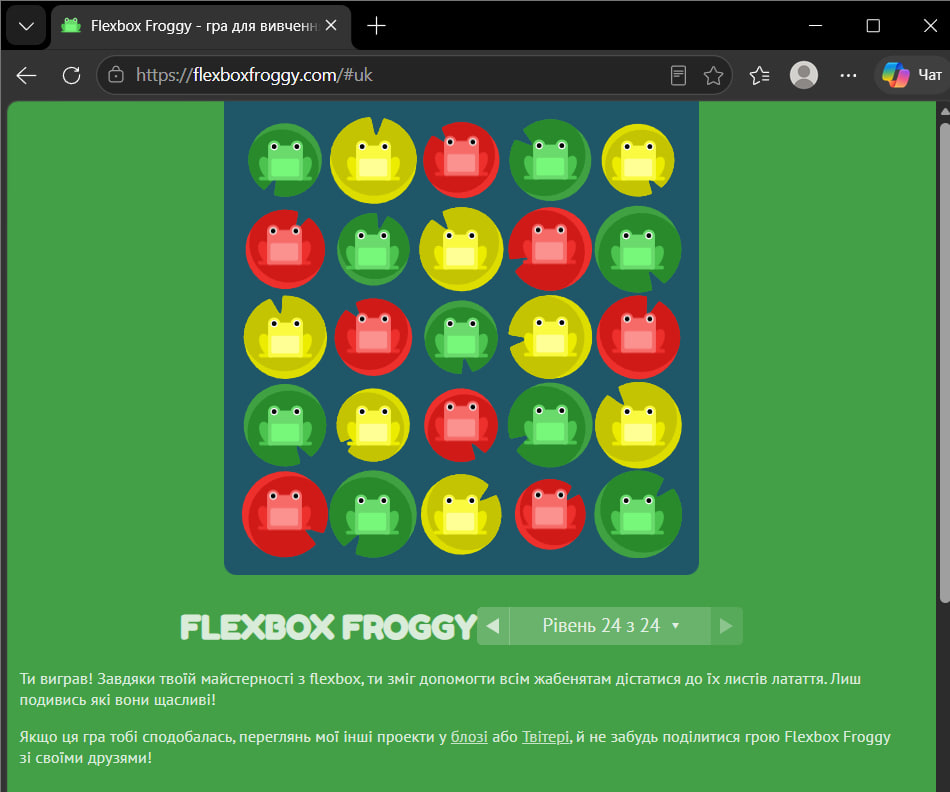 Flexbox Froggy - гра для вивченн
https://flexboxfroggy.com/#uk
Чат
FLEXBOX FROGGY
Рівень 24 з 24
Ти виграв! Завдяки твоїй майстерності з flexbox, ти зміг допомогти всім жабенятам дістатися до їх листів латаття. Лиш
подивись які вони щасливі!
Якщо ця гра тобі сподобалась, переглянь мої інші проекти у блозі або Твітері, й не забудь поділитися грою Flexbox Froggy
зі своїми друзями!